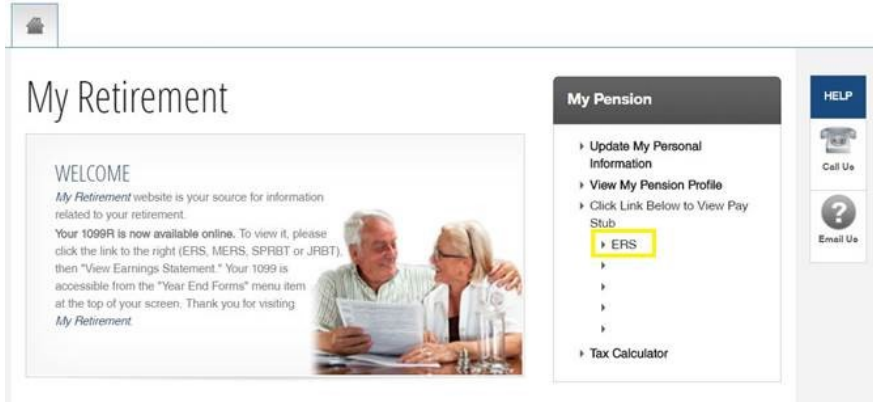 My Retirement
WELCOME
My Retirement website is your source for information
related to your retirement.
Your 1099R is now available online. To view it, please
click the link to the right (ERS, MERS, SPRBT or JRBT),
then "View Earnings Statement." Your 1099 is
accessible from the "Year End Forms" menu item
at the top of your screen. Thank you for visiting
My Retirement.
My Pension
Update My Personal
Information
View My Pension Profile
Click Link Below to View Pay
Stub
ERS
Tax Calculator
HELP
Call Us
?
Email Us